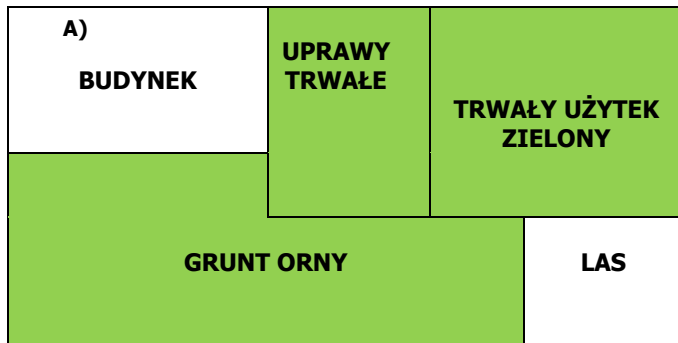 A)
BUDYNEK
UPRAWY
TRWAŁE
TRWAŁY UŻYTEK
ZIELONY
GRUNT ORNY
LAS